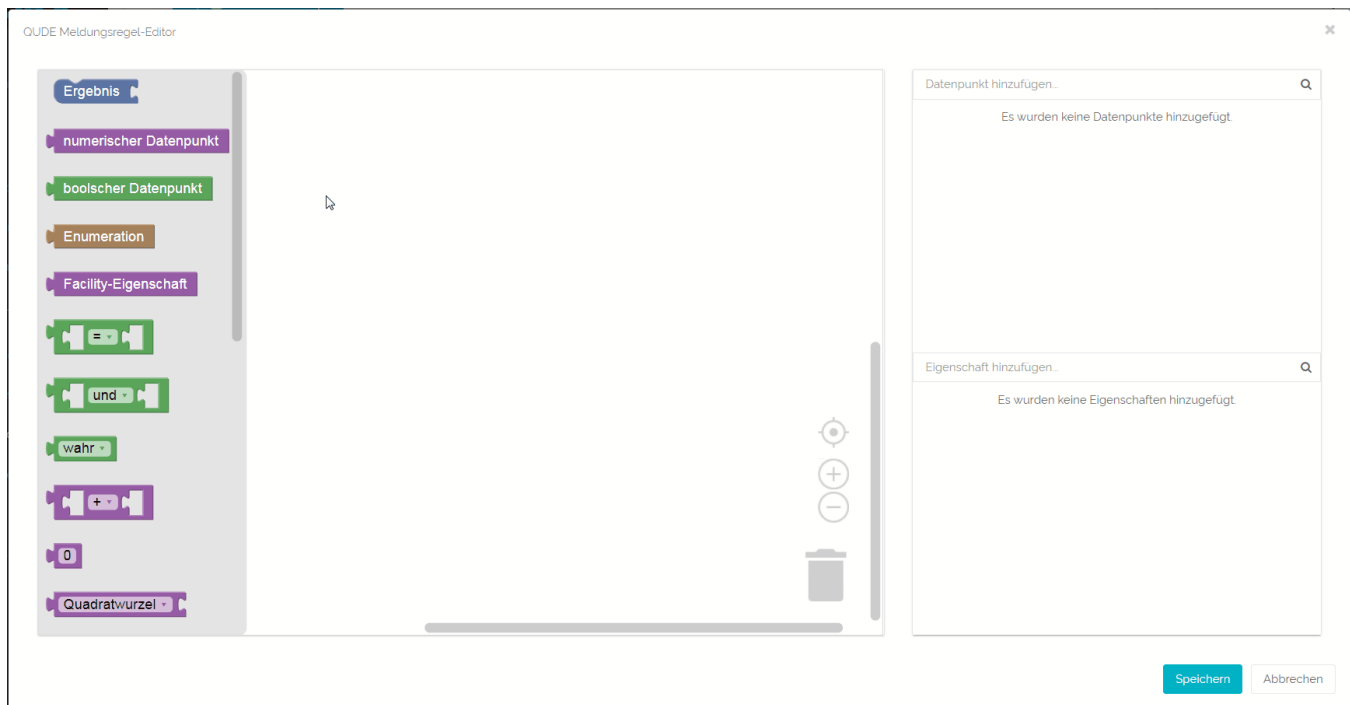 QUDE Meldungsregel-Editor
×
Ergebnis
numerischer Datenpunkt
boolscher Datenpunkt
Enumeration
Facility-Eigenschaft
=
und
wahr
+
0
Quadratwurzel
Datenpunkt hinzufügen...
Es wurden keine Datenpunkte hinzugefügt.
Eigenschaft hinzufügen...
Es wurden keine Eigenschaften hinzugefügt.
Speichern
Abbrechen